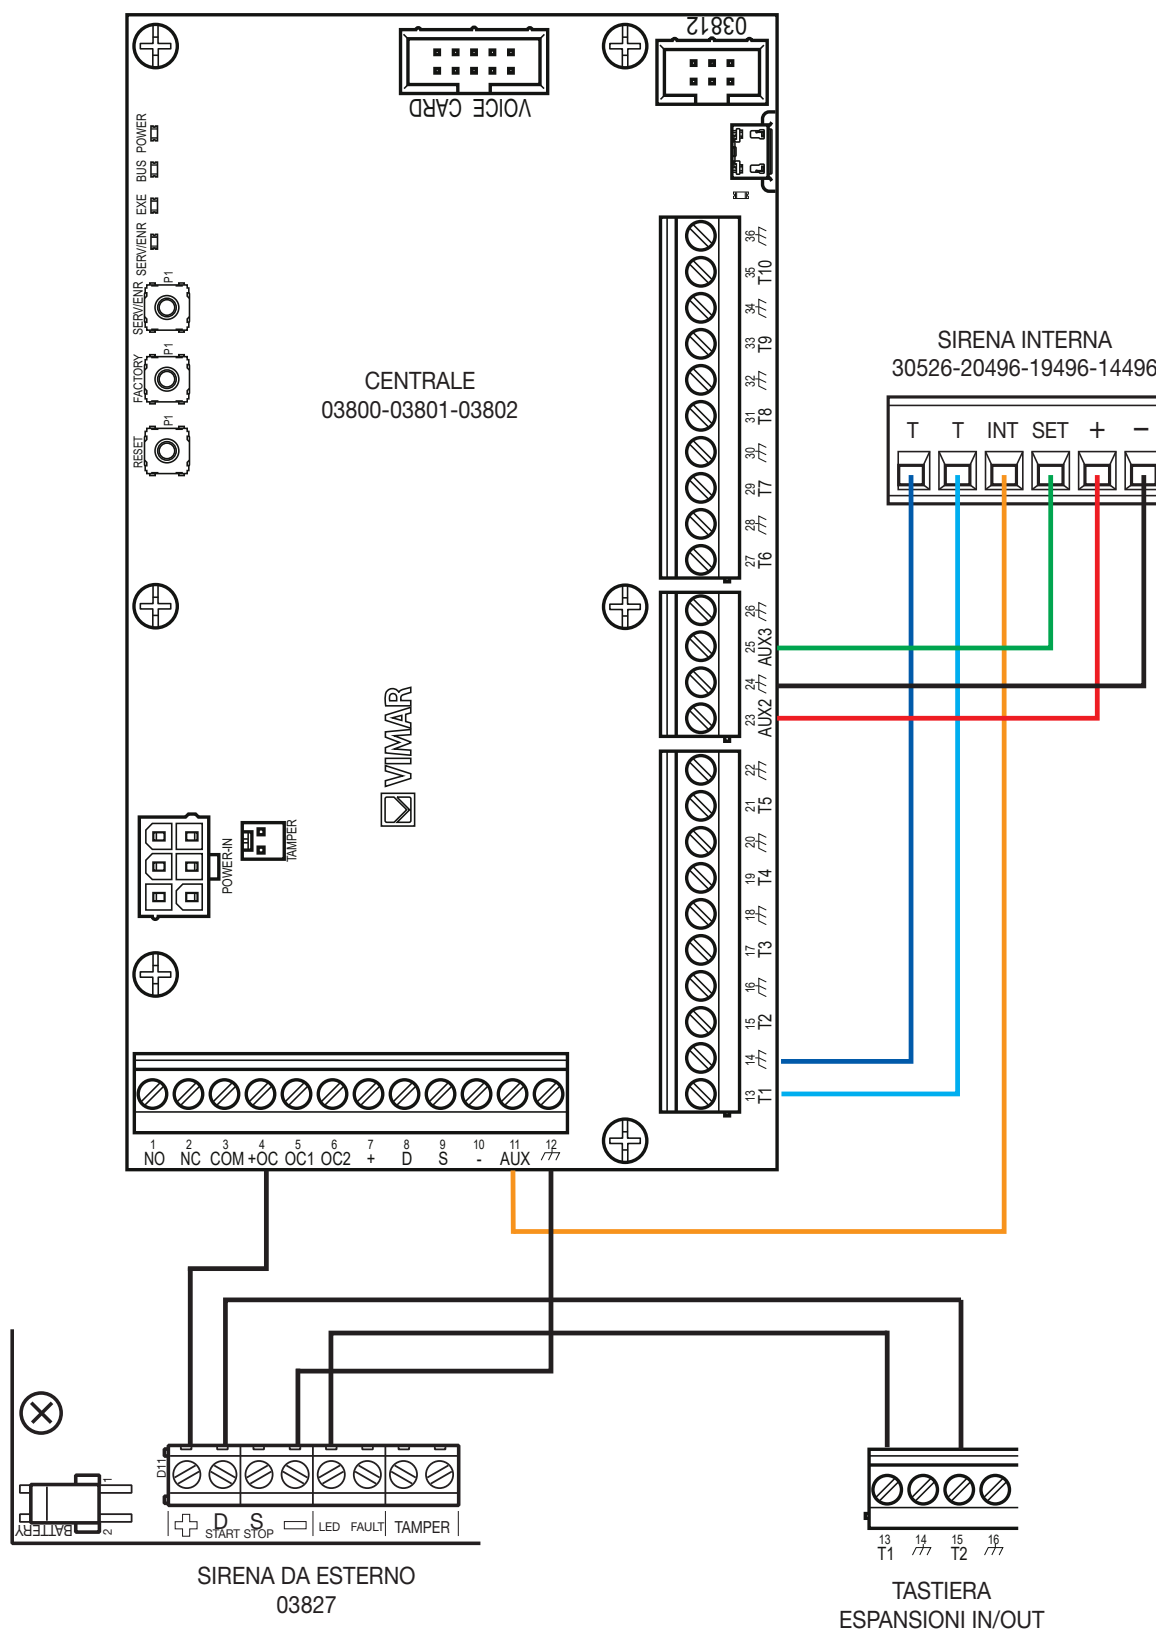 03812
VOICE CARD
POWER
BUS
EXE
SERV/ENR
SERV/ENR
P1
FACTORY
P1
RESET
P1
CENTRALE
03800-03801-03802
36
35 T10
34
33 T9
32
31 T8
30
29 T7
28
27 T6
26
25 AUX3
24
23 AUX2
22
21 T5
20
19 T4
18
17 T3
16
15 T2
14
13 T1
SIRENA INTERNA
30526-20496-19496-14496
T T INT SET + −
VIMAR
POWER-IN
TAMPER
1 2 3 4 5 6 7 8 9 10 11 12
NO NC COM +OC OC1 OC2 + D S - AUX
D11
BATTERY
1
2
D S
START STOP
LED FAULT TAMPER
SIRENA DA ESTERNO
03827
13 14 15 16
T1 T2
TASTIERA
ESPANSIONI IN/OUT